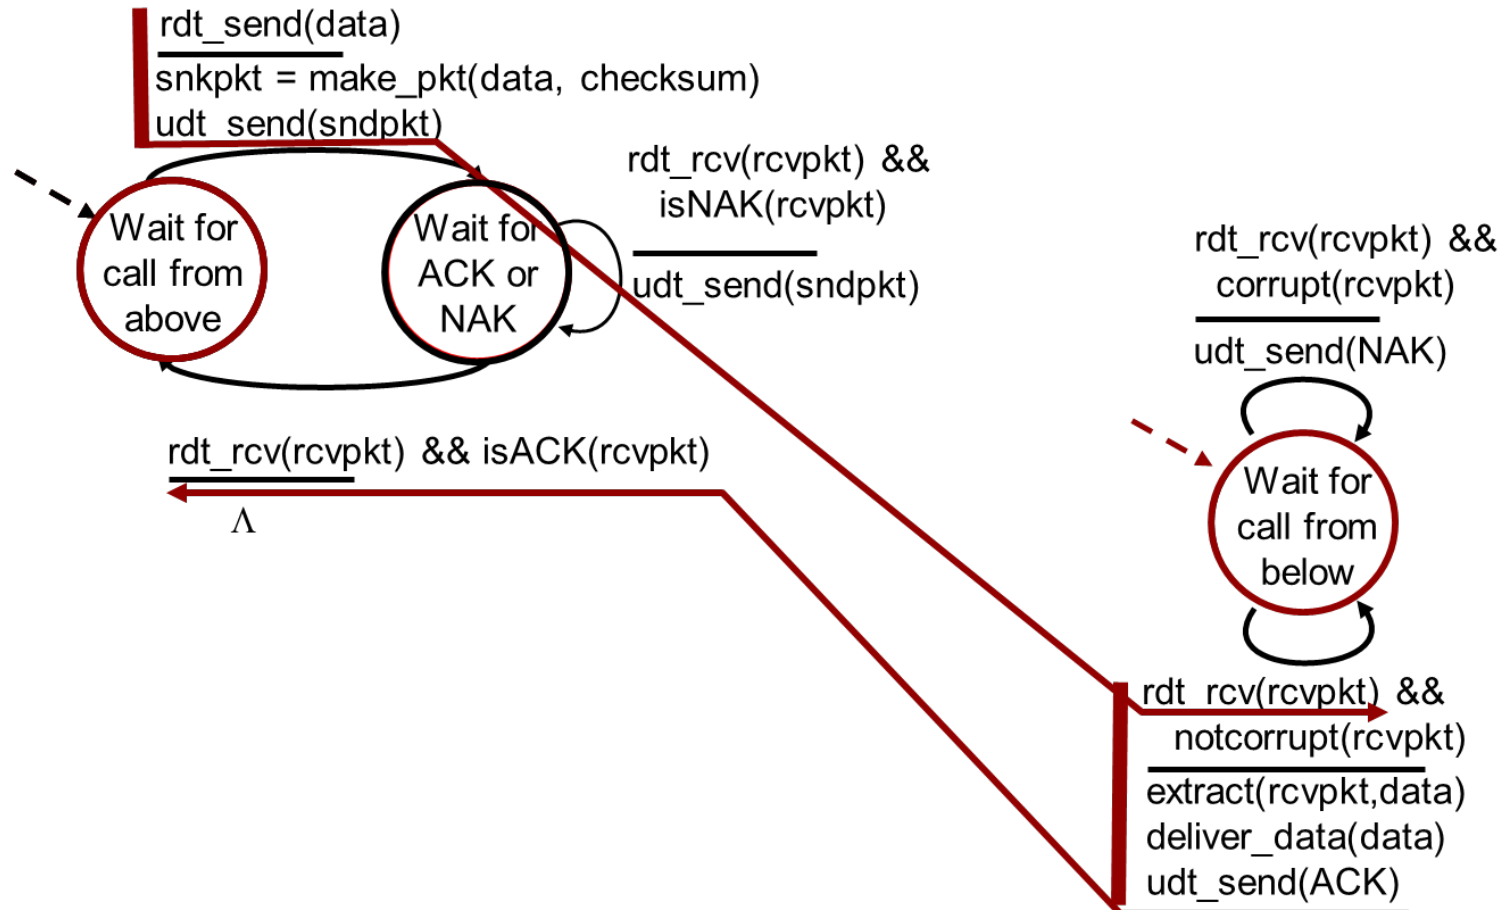 rdt_send(data)
snkpkt = make_pkt(data, checksum)
udt_send(sndpkt)
rdt_rcv(rcvpkt) &&
isNAK(rcvpkt)
udt_send(sndpkt)
Wait for
call from
above
Wait for
ACK or
NAK
rdt_rcv(rcvpkt) && isACK(rcvpkt)
Λ
rdt_rcv(rcvpkt) &&
corrupt(rcvpkt)
udt_send(NAK)
Wait for
call from
below
rdt_rcv(rcvpkt) &&
notcorrupt(rcvpkt)
extract(rcvpkt,data)
deliver_data(data)
udt_send(ACK)